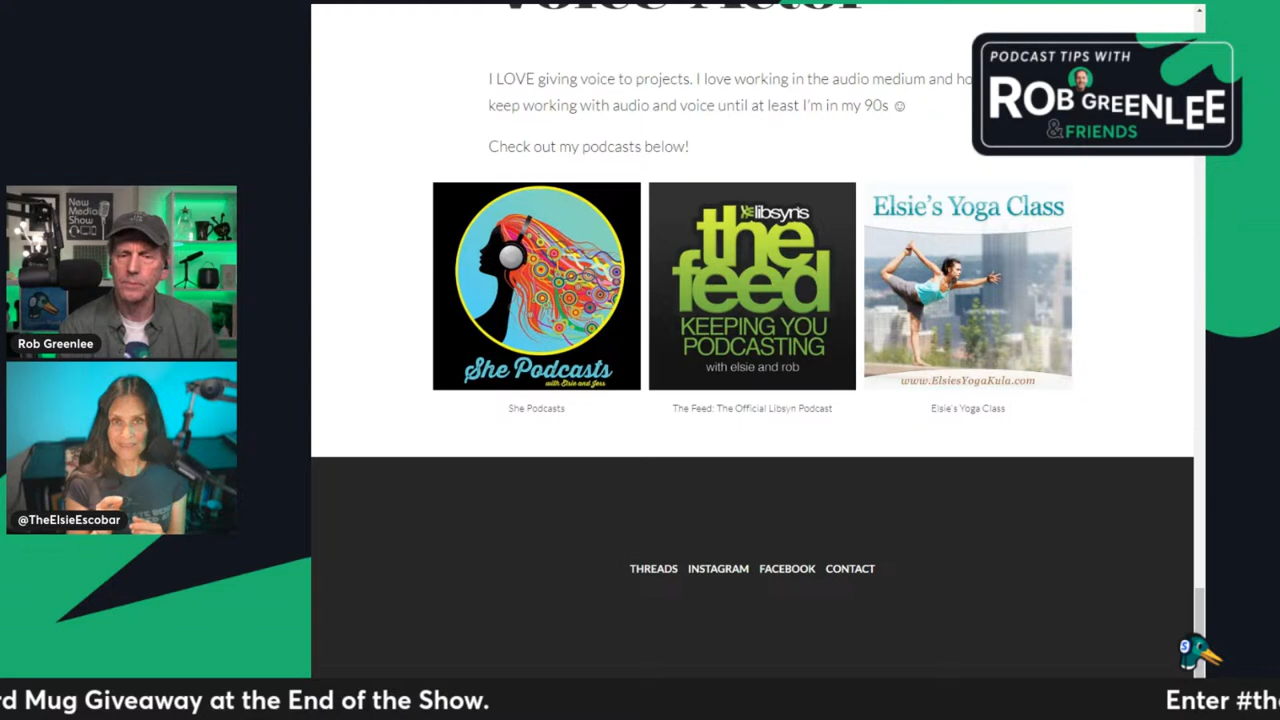 Voice Actor
I LOVE giving voice to projects. I love working in the audio medium and ho
keep working with audio and voice until at least I'm in my 90s ☺
Check out my podcasts below!
PODCAST TIPS WITH
ROB GREENLEE
& FRIENDS
New
Media
Show
Rob Greenlee
@TheElsieEscobar
She Podcasts
with Elsie and Jess
She Podcasts
libsyn's
the
feed
KEEPING YOU
PODCASTING
with elsie and rob
The Feed: The Official Libsyn Podcast
Elsie's Yoga Class
www.ElsiesYogaKula.com
Elsie's Yoga Class
THREADS INSTAGRAM FACEBOOK CONTACT
rd Mug Giveaway at the End of the Show.
Enter #the